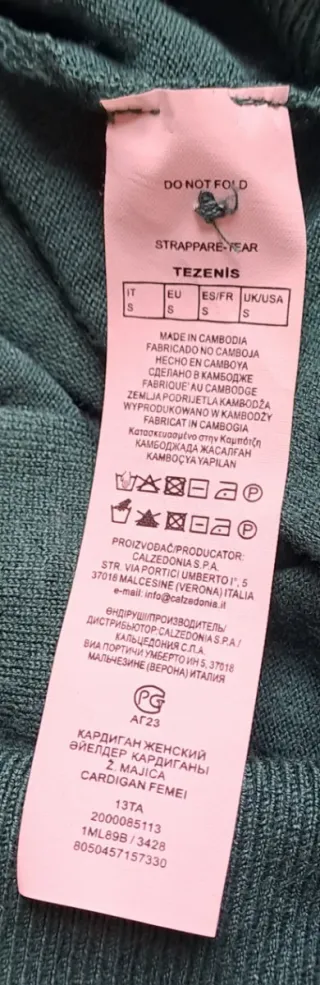 DO NOT FOLD
STRAPPARE-TEAR
TEZENIS
IT EU ES/FR UK/USA
S S S S
MADE IN CAMBODIA
FABRICADO NO CAMBOJA
HECHO EN CAMBOYA
СДЕЛАНО В КАМБОДЖЕ
FABRIQUE' AU CAMBODGE
ZEMLJA PODRIJETLA KAMBODŽA
WYPRODUKOWANO W KAMBODŻY
FABRICAT IN CAMBOGIA
Κατασκευασμένο στην Καμπότζη
КАМБОДЖАДА ЖАСАЛҒАН
KAMBOÇYA YAPILAN
P
P
PROIZVOĐAČ/PRODUCATOR:
CALZEDONIA S.P.A.
STR. VIA PORTICI UMBERTO I°, 5
37018 MALCESINE (VERONA) ITALIA
e-mail: info@calzedonia.it
ӨНДІРУШІ/ПРОИЗВОДИТЕЛЬ/
ДИСТРИБЬЮТОР:CALZEDONIA S.P.A./
КАЛЬЦЕДОНИЯ С.П.А.
ВИА ПОРТИЧИ УМБЕРТО ИН 5, 37018
МАЛЬЧЕЗИНЕ (ВЕРОНА) ИТАЛИЯ
РС
АГ23
КАРДИГАН ЖЕНСКИЙ
ӘЙЕЛДЕР КАРДИГАНЫ
Ž. MAJICA
CARDIGAN FEMEI
13TA
2000085113
1ML89B / 3428
8050457157330